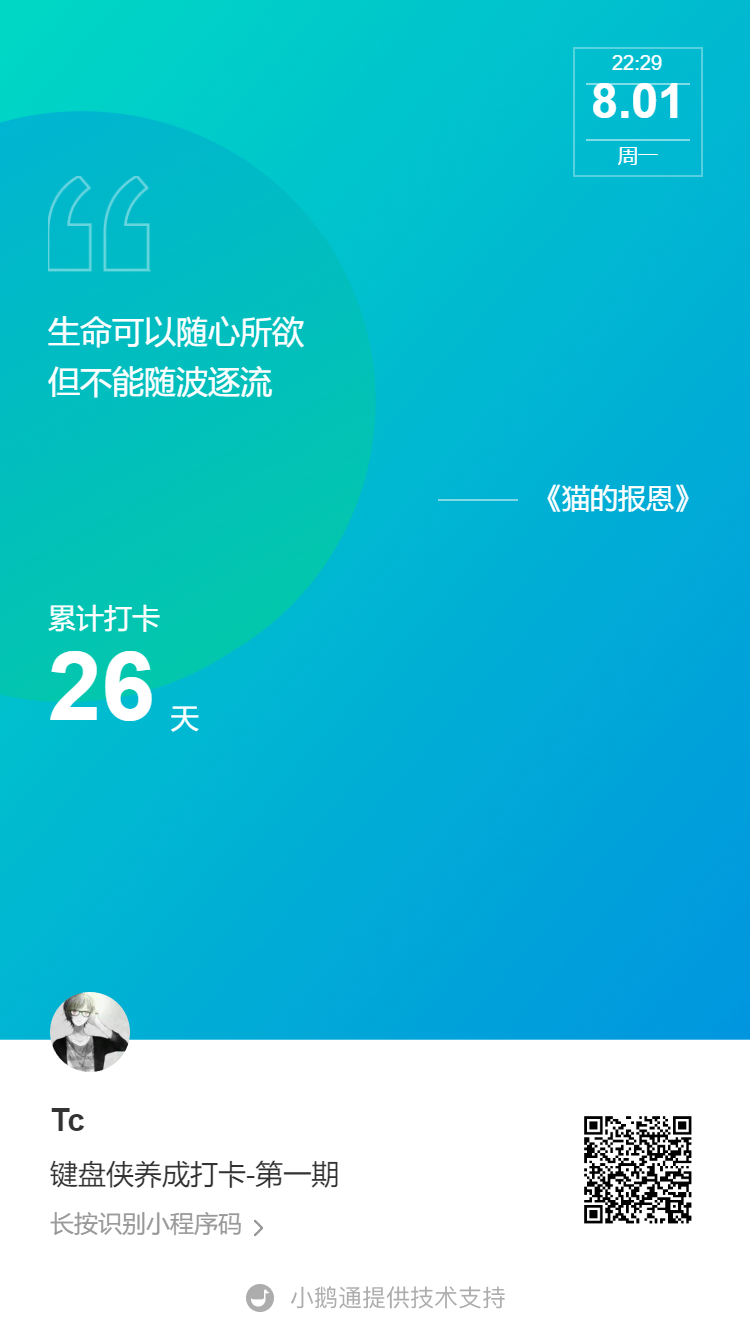 22:29
8.01
周一
生命可以随心所欲
但不能随波逐流
《猫的报恩》
累计打卡
26 天
Tc
键盘侠养成打卡-第一期
长按识别小程序码
小鹅通提供技术支持